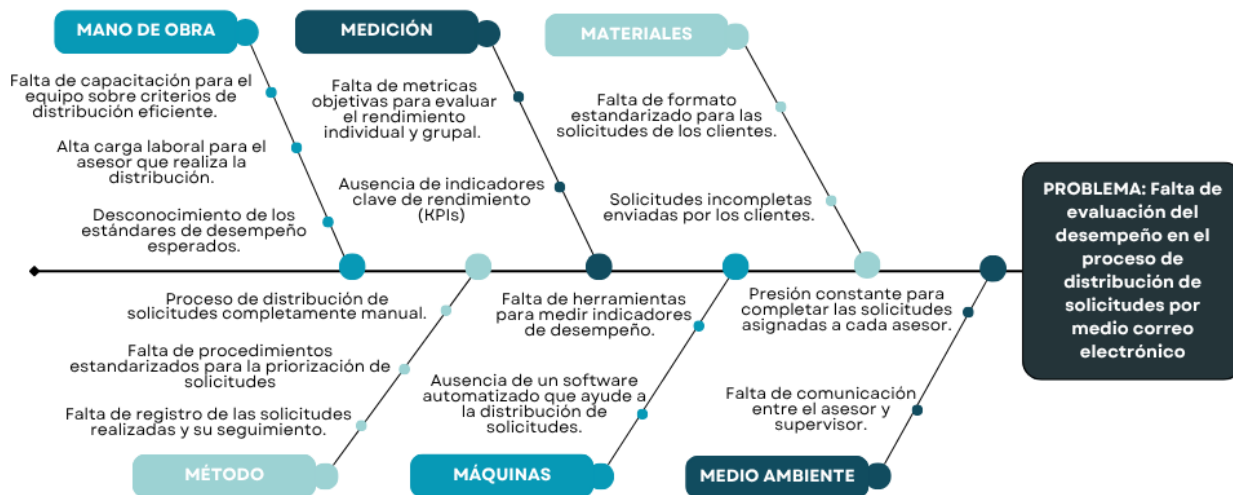 MANO DE OBRA
Falta de capacitación para el
equipo sobre criterios de
distribución eficiente.
Alta carga laboral para el
asesor que realiza la
distribución.
Desconocimiento de los
estándares de desempeño
esperados.
MEDICIÓN
Falta de metricas
objetivas para evaluar
el rendimiento
individual y grupal.
Ausencia de indicadores
clave de rendimiento
(KPIs)
MATERIALES
Falta de formato
estandarizado para las
solicitudes de los clientes.
Solicitudes incompletas
enviadas por los clientes.
PROBLEMA: Falta de
evaluación del
desempeño en el
proceso de
distribución de
solicitudes por
medio correo
electrónico
Proceso de distribución de
solicitudes completamente manual.
Falta de procedimientos
estandarizados para la priorización de
solicitudes
Falta de registro de las solicitudes
realizadas y su seguimiento.
MÉTODO
Falta de herramientas
para medir indicadores
de desempeño.
Ausencia de un software
automatizado que ayude a
la distribución de
solicitudes.
MÁQUINAS
Presión constante para
completar las solicitudes
asignadas a cada asesor.
Falta de comunicación
entre el asesor y
supervisor.
MEDIO AMBIENTE